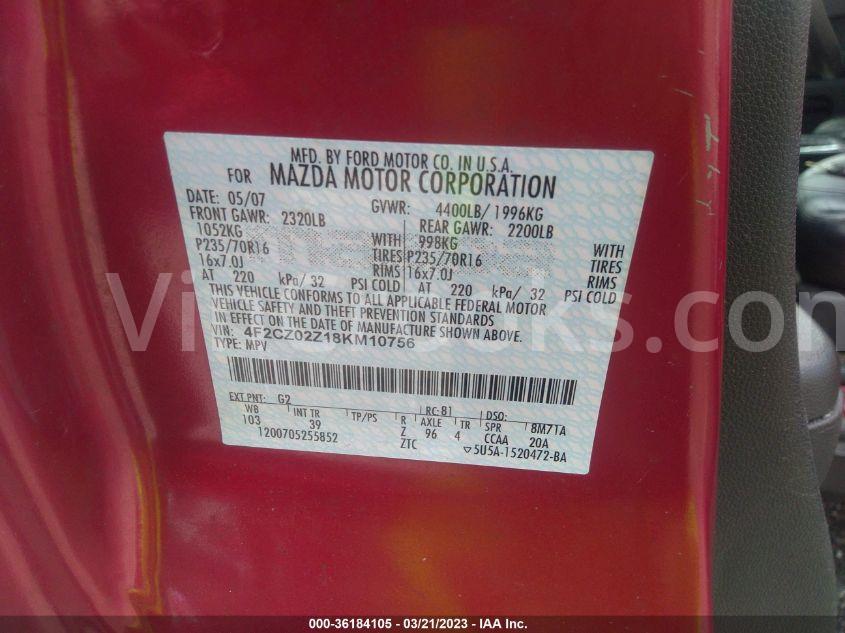 MFD. BY FORD MOTOR CO. IN U.S.A.
FOR MAZDA MOTOR CORPORATION
DATE: 05/07 GVWR: 4400LB/ 1996KG
FRONT GAWR: 2320LB REAR GAWR: 2200LB
1052KG WITH 998KG WITH
P235/70R16 TIRES P235/70R16 TIRES
16x7.0J RIMS 16x7.0J RIMS
AT 220 kPa/ 32 PSI COLD AT 220 kPa/ 32 PSI COLD
THIS VEHICLE CONFORMS TO ALL APPLICABLE FEDERAL MOTOR
VEHICLE SAFETY AND THEFT PREVENTION STANDARDS
IN EFFECT ON THE DATE OF MANUFACTURE SHOWN ABOVE.
VIN: 4F2CZ02Z18KM10756
TYPE: MPV
EXT PNT: G2 RC: 81 DSO:
WB INT TR TP/PS R AXLE TR SPR 8M71A
103 39 Z 96 4 CCAA 20A
1200705255852 ZTC ▽5U5A-1520472-BA
000-36184105 - 03/21/2023 - IAA Inc.